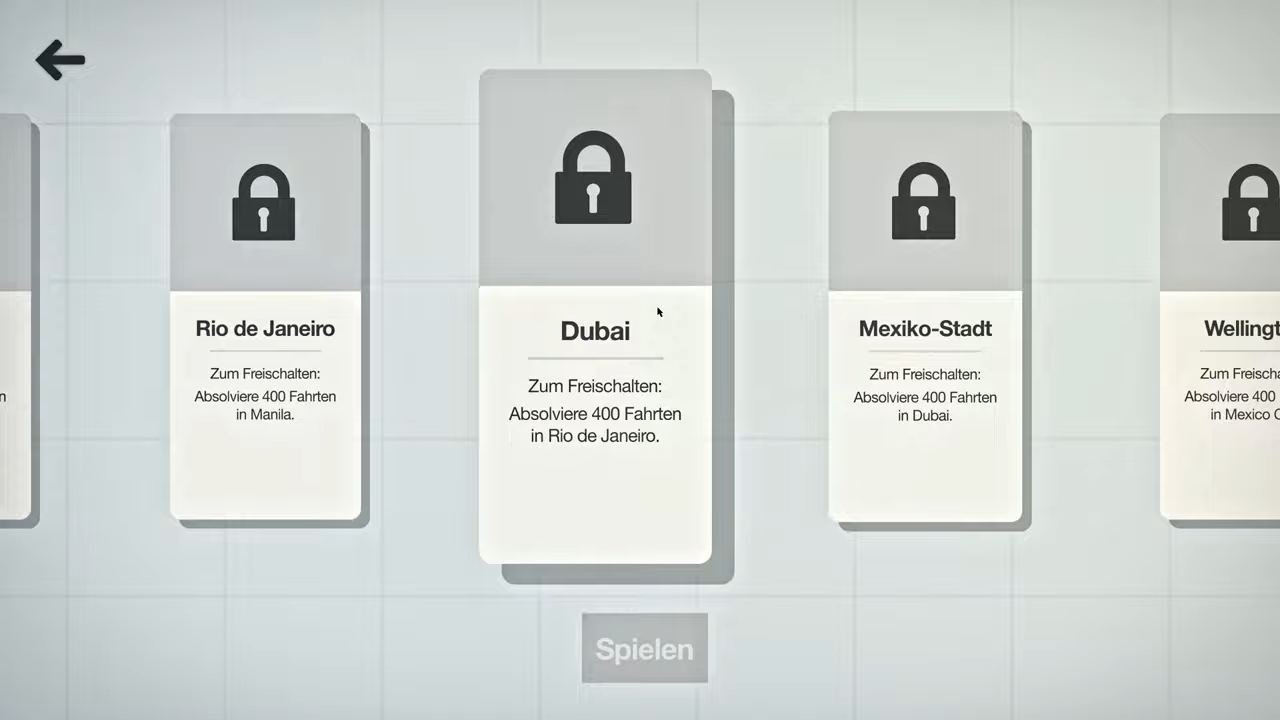 Rio de Janeiro
Zum Freischalten:
Absolviere 400 Fahrten
in Manila.
Dubai
Zum Freischalten:
Absolviere 400 Fahrten
in Rio de Janeiro.
Mexiko-Stadt
Zum Freischalten:
Absolviere 400 Fahrten
in Dubai.
Wellingt
Zum Freischa
Absolviere 400
in Mexico
Spielen